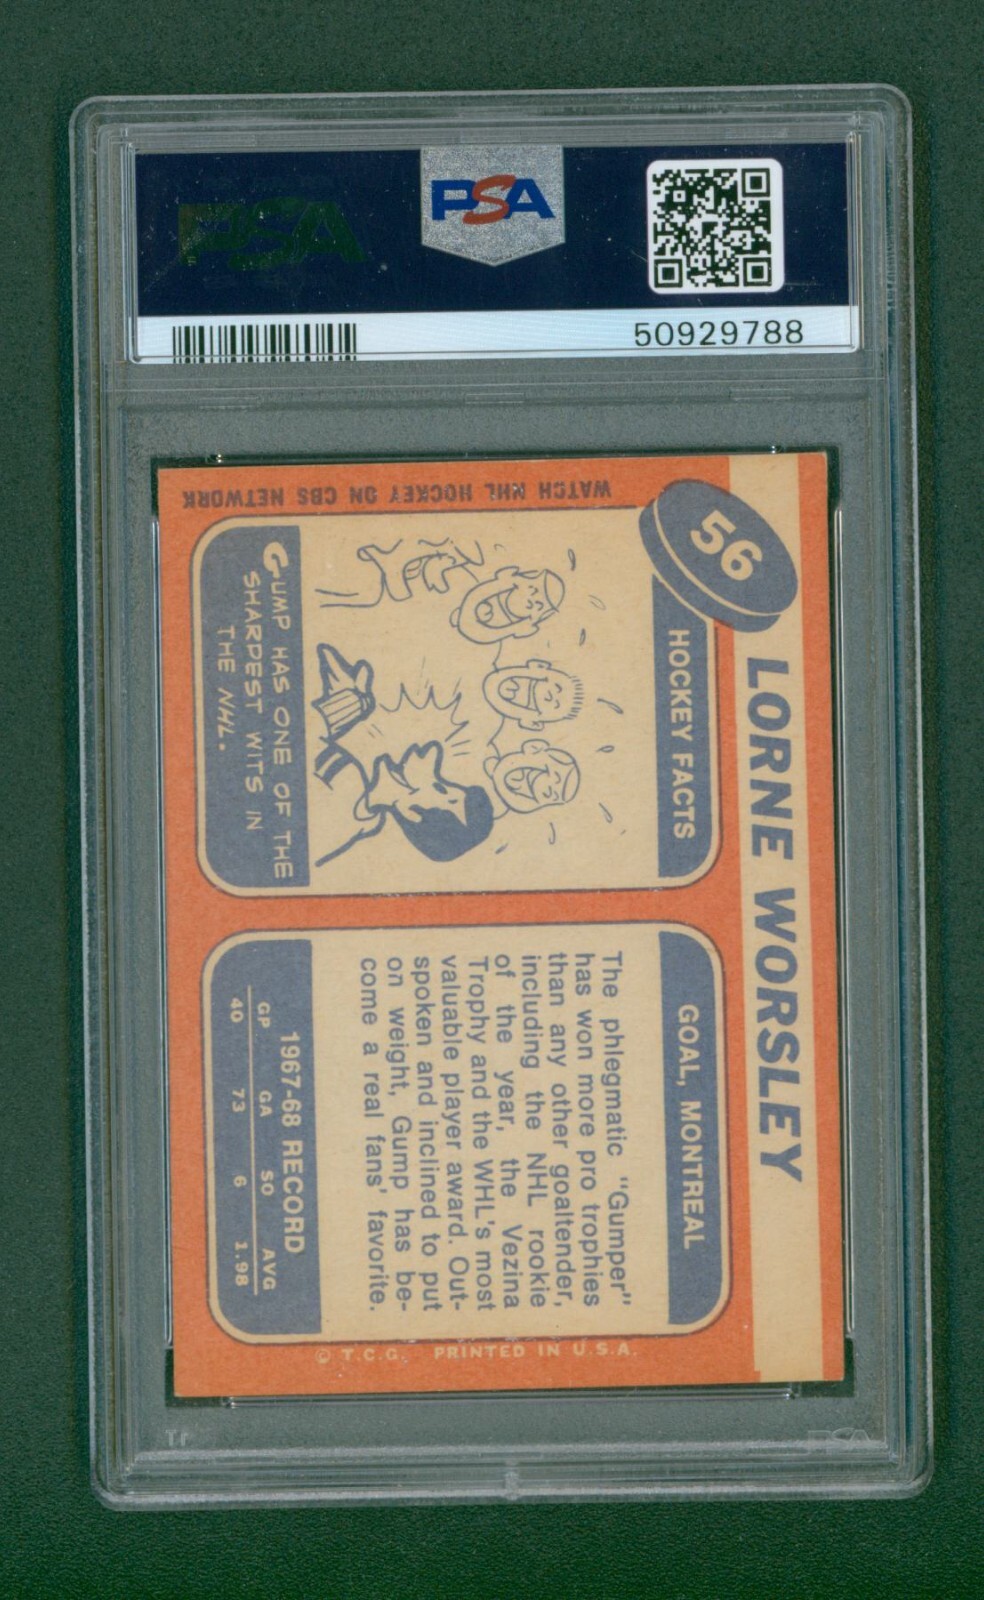 PSA
PSA
50929788
WATCH NHL HOCKEY ON CBS NETWORK
56
LORNE WORSLEY
HOCKEY FACTS
GUMP HAS ONE OF THE
SHARPEST WITS IN
THE NHL.
GOAL, MONTREAL
The phlegmatic "Gumper"
has won more pro trophies
than any other goaltender,
including the NHL rookie
of the year, the Vezina
Trophy and the WHL's most
valuable player award. Out-
spoken and inclined to put
on weight, Gump has be-
come a real fans' favorite.
1967-68 RECORD
GP GA SO AVG
40 73 6 1.98
© T.C.G. PRINTED IN U.S.A.
PSA